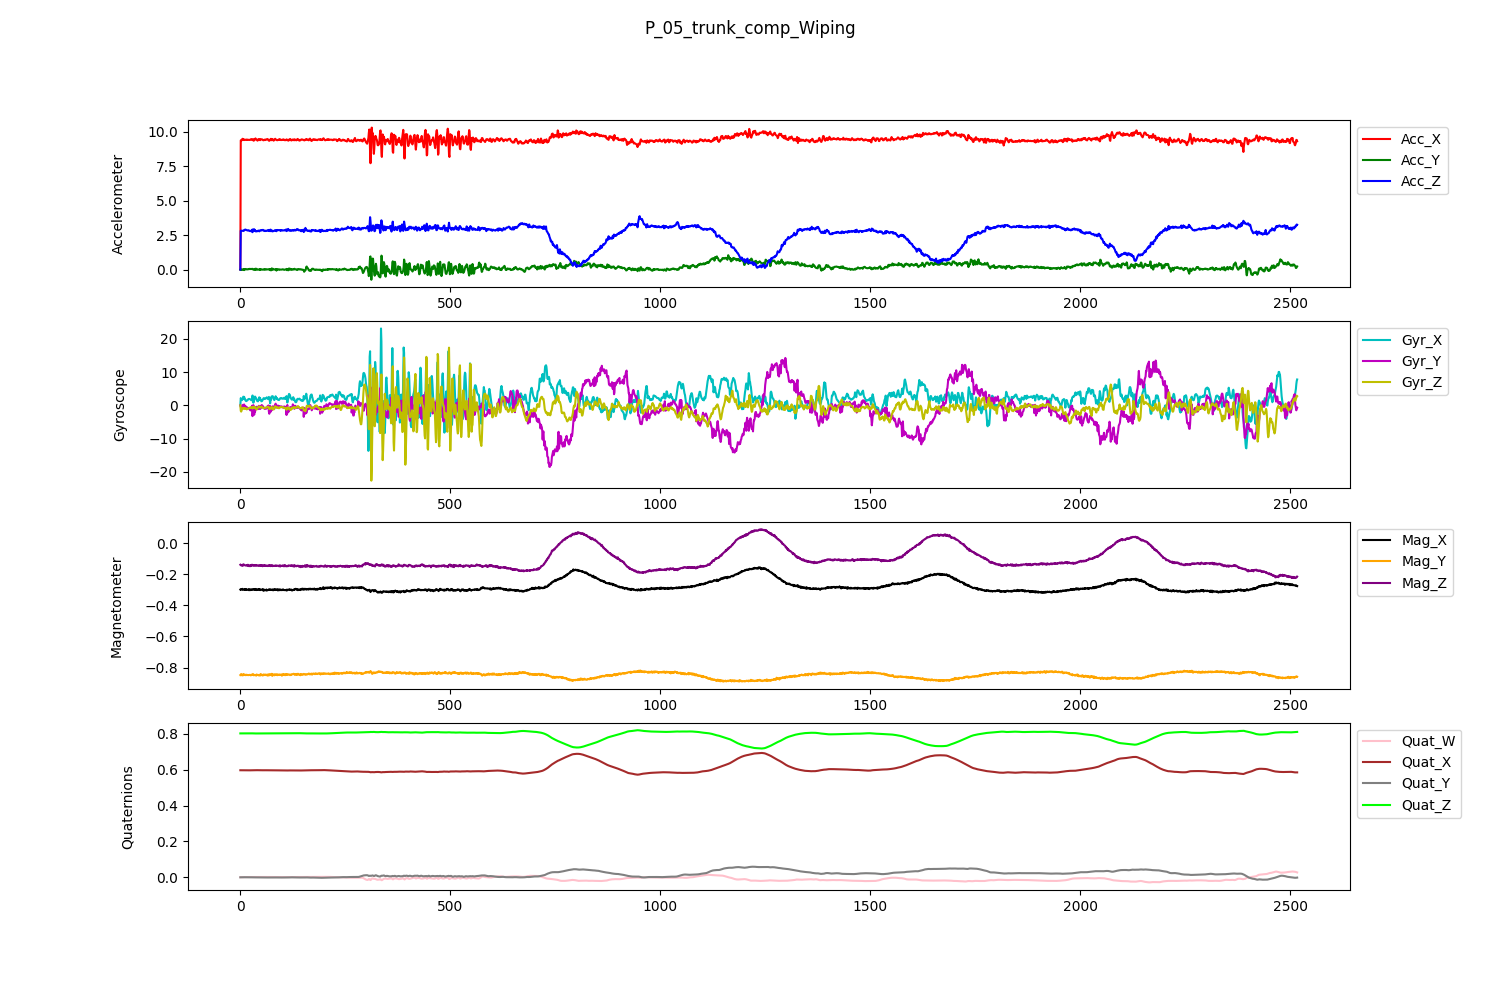 P_05_trunk_comp_Wiping
Accelerometer
10.0
7.5
5.0
2.5
0.0
0 500 1000 1500 2000 2500
Acc_X
Acc_Y
Acc_Z
Gyroscope
20
10
0
−10
−20
0 500 1000 1500 2000 2500
Gyr_X
Gyr_Y
Gyr_Z
Magnetometer
0.0
−0.2
−0.4
−0.6
−0.8
0 500 1000 1500 2000 2500
Mag_X
Mag_Y
Mag_Z
Quaternions
0.8
0.6
0.4
0.2
0.0
0 500 1000 1500 2000 2500
Quat_W
Quat_X
Quat_Y
Quat_Z